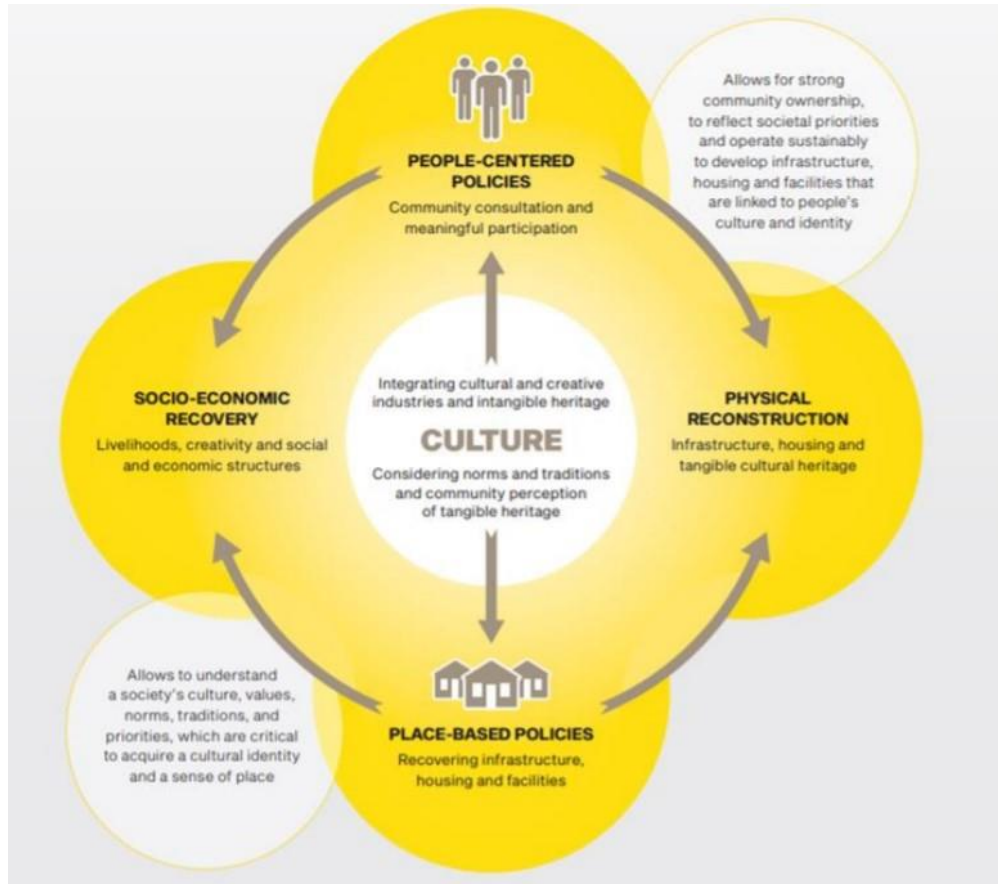 PEOPLE-CENTERED
POLICIES
Community consultation and
meaningful participation
Allows for strong
community ownership,
to reflect societal priorities
and operate sustainably
to develop infrastructure,
housing and facilities that
are linked to people's
culture and identity
SOCIO-ECONOMIC
RECOVERY
Livelihoods, creativity and social
and economic structures
Integrating cultural and creative
industries and intangible heritage
CULTURE
Considering norms and traditions
and community perception
of tangible heritage
PHYSICAL
RECONSTRUCTION
Infrastructure, housing and
tangible cultural heritage
Allows to understand
a society's culture, values,
norms, traditions, and
priorities, which are critical
to acquire a cultural identity
and a sense of place
PLACE-BASED POLICIES
Recovering infrastructure,
housing and facilities